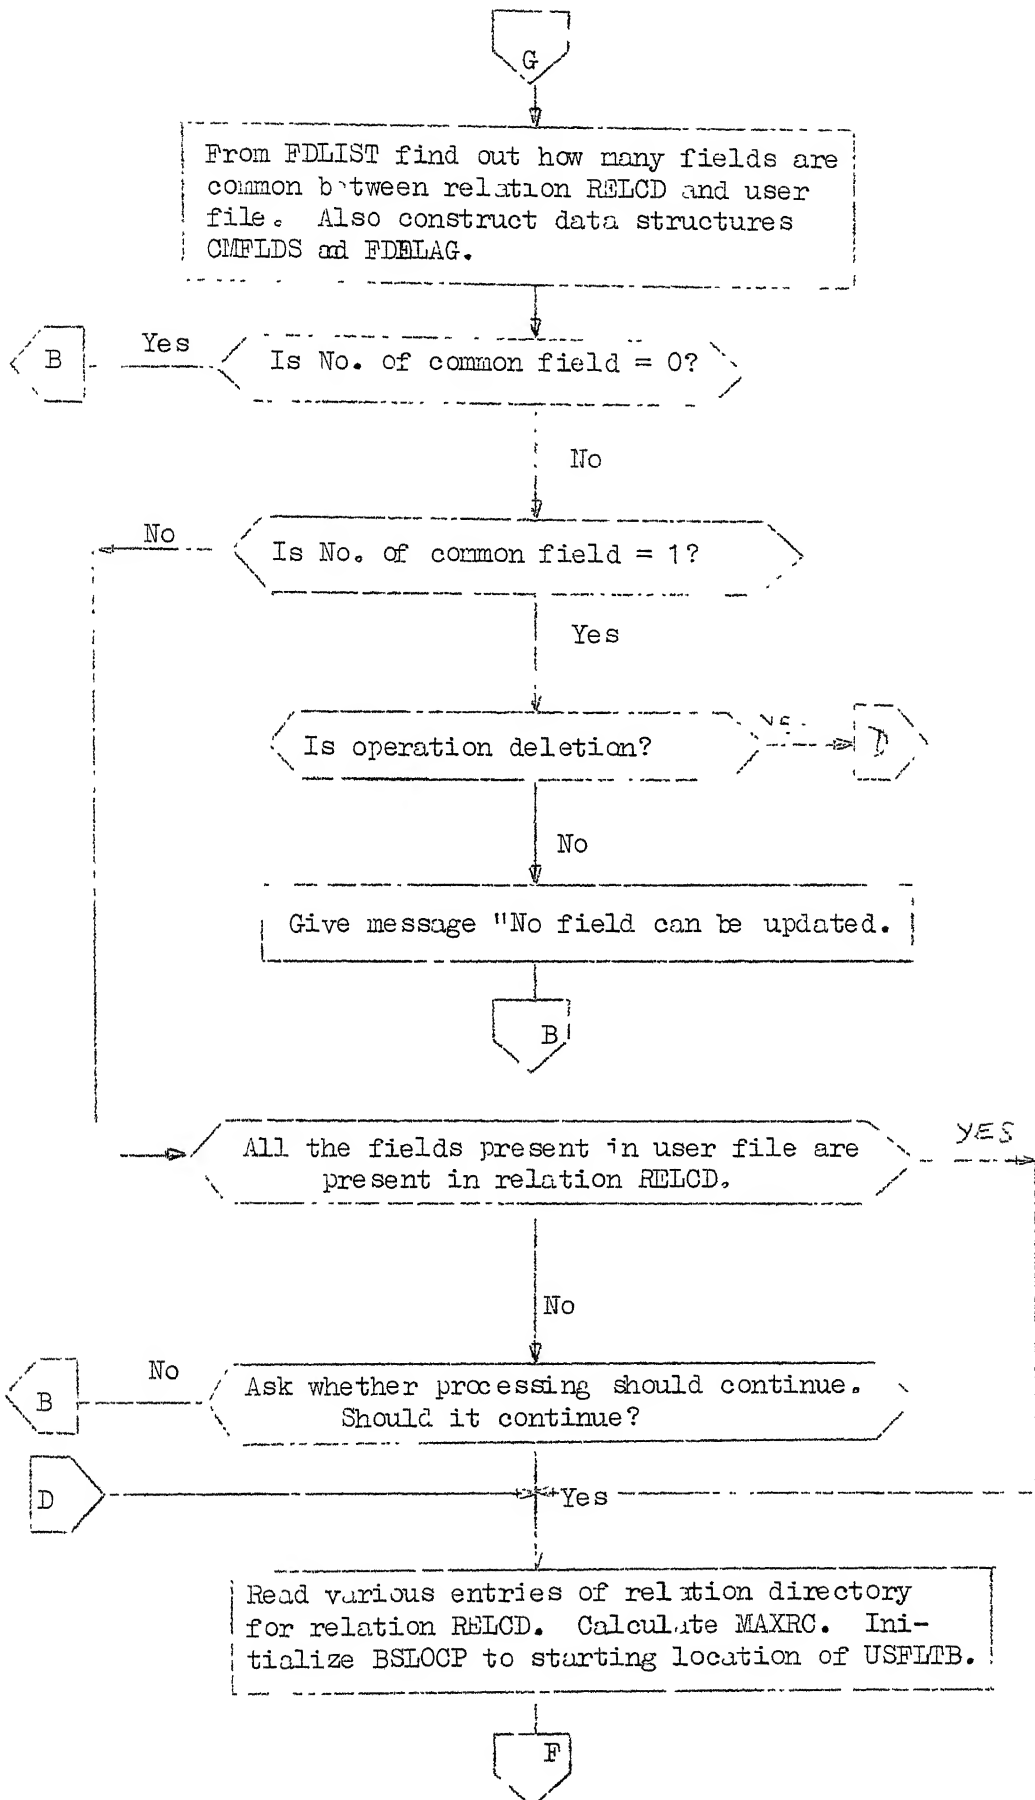 G
From FDLIST find out how many fields are
common between relation RELCD and user
file. Also construct data structures
CMFLDS and FDELAG.
B
Yes
Is No. of common field = 0?
No
No
Is No. of common field = 1?
Yes
Is operation deletion?
D
No
Give message "No field can be updated.
B
All the fields present in user file are
present in relation RELCD.
YES
No
No
B
Ask whether processing should continue.
Should it continue?
D
Yes
Read various entries of relation directory
for relation RELCD. Calculate MAXRC. Ini-
tialize BSLOCP to starting location of USFLTB.
F